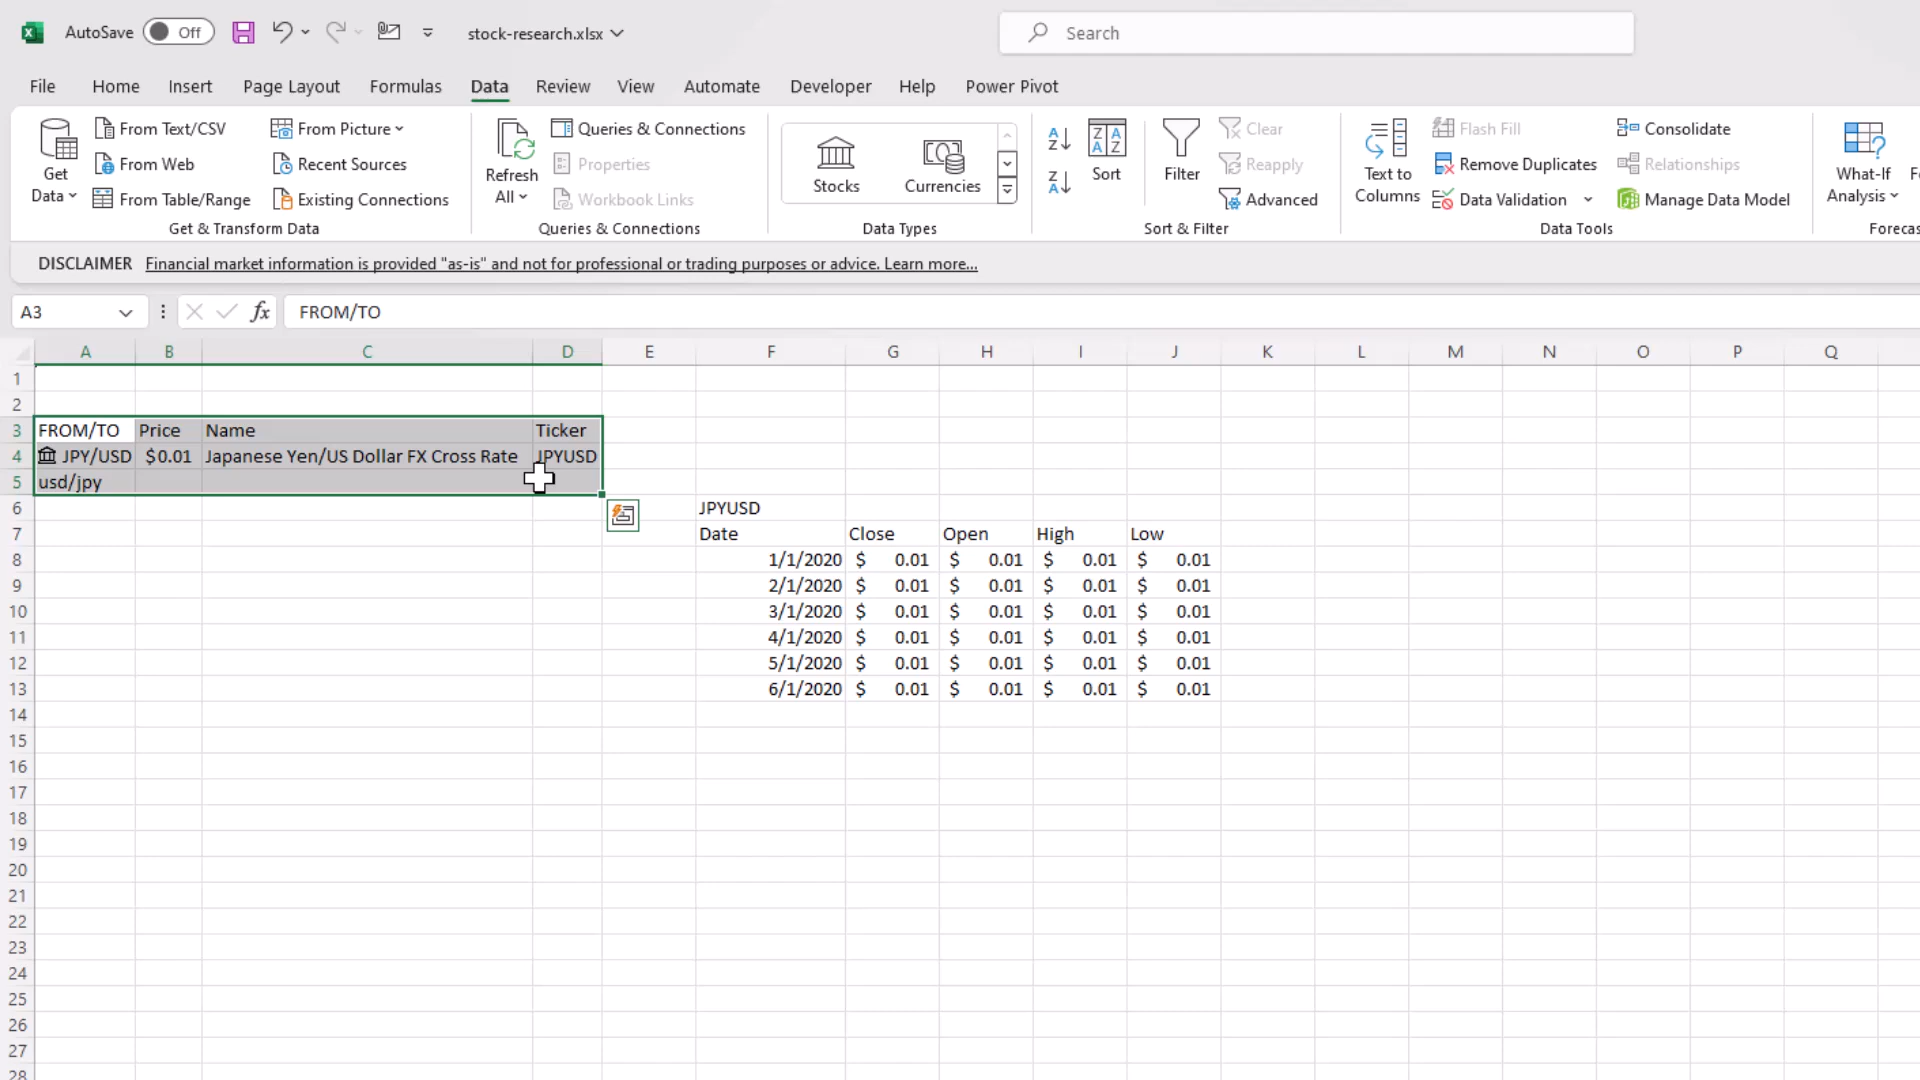 AutoSave Off stock-research.xlsx Search
File Home Insert Page Layout Formulas Data Review View Automate Developer Help Power Pivot
Get Data
From Text/CSV
From Web
From Table/Range
From Picture
Recent Sources
Existing Connections
Get & Transform Data
Refresh All
Queries & Connections
Properties
Workbook Links
Queries & Connections
Stocks
Currencies
Data Types
Sort
Filter
Clear
Reapply
Advanced
Sort & Filter
Text to Columns
Flash Fill
Remove Duplicates
Data Validation
Consolidate
Relationships
Manage Data Model
Data Tools
What-If Analysis
Forecas
DISCLAIMER Financial market information is provided "as-is" and not for professional or trading purposes or advice. Learn more...
A3 fx FROM/TO
A B C D E F G H I J K L M N O P Q
1
2
3 FROM/TO Price Name Ticker
4 JPY/USD $0.01 Japanese Yen/US Dollar FX Cross Rate JPYUSD
5 usd/jpy
6 JPYUSD
7 Date Close Open High Low
8 1/1/2020 $ 0.01 $ 0.01 $ 0.01 $ 0.01
9 2/1/2020 $ 0.01 $ 0.01 $ 0.01 $ 0.01
10 3/1/2020 $ 0.01 $ 0.01 $ 0.01 $ 0.01
11 4/1/2020 $ 0.01 $ 0.01 $ 0.01 $ 0.01
12 5/1/2020 $ 0.01 $ 0.01 $ 0.01 $ 0.01
13 6/1/2020 $ 0.01 $ 0.01 $ 0.01 $ 0.01
14
15
16
17
18
19
20
21
22
23
24
25
26
27
28